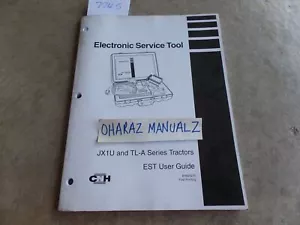 Electronic Service Tool
OHARAZ MANUALZ
JX1U and TL-A Series Tractors
EST User Guide
CNH